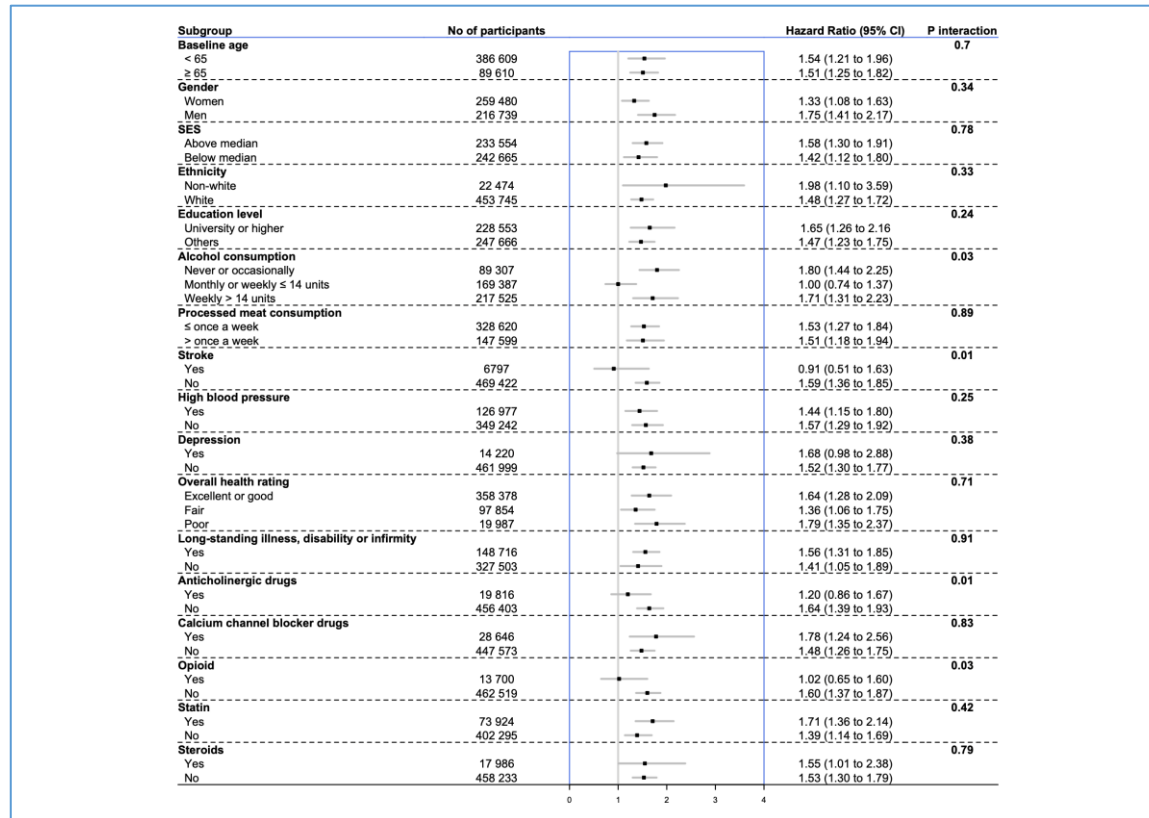 Subgroup No of participants Hazard Ratio (95% CI) P interaction
Baseline age 0.7
< 65 386 609 1.54 (1.21 to 1.96)
≥ 65 89 610 1.51 (1.25 to 1.82)
Gender 0.34
Women 259 480 1.33 (1.08 to 1.63)
Men 216 739 1.75 (1.41 to 2.17)
SES 0.78
Above median 233 554 1.58 (1.30 to 1.91)
Below median 242 665 1.42 (1.12 to 1.80)
Ethnicity 0.33
Non-white 22 474 1.98 (1.10 to 3.59)
White 453 745 1.48 (1.27 to 1.72)
Education level 0.24
University or higher 228 553 1.65 (1.26 to 2.16
Others 247 666 1.47 (1.23 to 1.75)
Alcohol consumption 0.03
Never or occasionally 89 307 1.80 (1.44 to 2.25)
Monthly or weekly ≤ 14 units 169 387 1.00 (0.74 to 1.37)
Weekly > 14 units 217 525 1.71 (1.31 to 2.23)
Processed meat consumption 0.89
≤ once a week 328 620 1.53 (1.27 to 1.84)
> once a week 147 599 1.51 (1.18 to 1.94)
Stroke 0.01
Yes 6797 0.91 (0.51 to 1.63)
No 469 422 1.59 (1.36 to 1.85)
High blood pressure 0.25
Yes 126 977 1.44 (1.15 to 1.80)
No 349 242 1.57 (1.29 to 1.92)
Depression 0.38
Yes 14 220 1.68 (0.98 to 2.88)
No 461 999 1.52 (1.30 to 1.77)
Overall health rating 0.71
Excellent or good 358 378 1.64 (1.28 to 2.09)
Fair 97 854 1.36 (1.06 to 1.75)
Poor 19 987 1.79 (1.35 to 2.37)
Long-standing illness, disability or infirmity 0.91
Yes 148 716 1.56 (1.31 to 1.85)
No 327 503 1.41 (1.05 to 1.89)
Anticholinergic drugs 0.01
Yes 19 816 1.20 (0.86 to 1.67)
No 456 403 1.64 (1.39 to 1.93)
Calcium channel blocker drugs 0.83
Yes 28 646 1.78 (1.24 to 2.56)
No 447 573 1.48 (1.26 to 1.75)
Opioid 0.03
Yes 13 700 1.02 (0.65 to 1.60)
No 462 519 1.60 (1.37 to 1.87)
Statin 0.42
Yes 73 924 1.71 (1.36 to 2.14)
No 402 295 1.39 (1.14 to 1.69)
Steroids 0.79
Yes 17 986 1.55 (1.01 to 2.38)
No 458 233 1.53 (1.30 to 1.79)
0 1 2 3 4